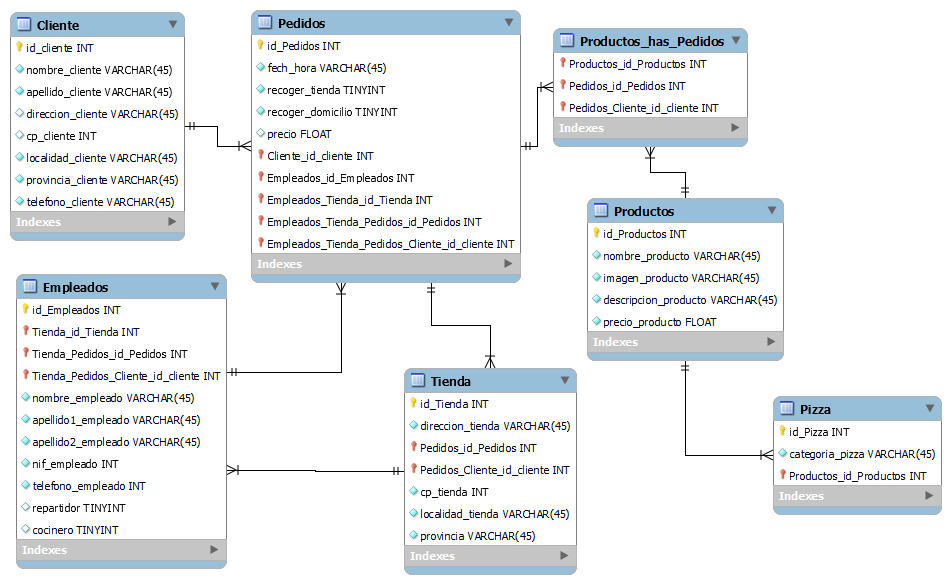 Cliente
id_cliente INT
nombre_cliente VARCHAR(45)
apellido_cliente VARCHAR(45)
direccion_cliente VARCHAR(45)
cp_cliente INT
localidad_cliente VARCHAR(45)
provincia_cliente VARCHAR(45)
telefono_cliente VARCHAR(45)
Indexes
Pedidos
id_Pedidos INT
fech_hora VARCHAR(45)
recoger_tienda TINYINT
recoger_domicilio TINYINT
precio FLOAT
Cliente_id_cliente INT
Empleados_id_Empleados INT
Empleados_Tienda_id_Tienda INT
Empleados_Tienda_Pedidos_id_Pedidos INT
Empleados_Tienda_Pedidos_Cliente_id_cliente INT
Indexes
Productos_has_Pedidos
Productos_id_Productos INT
Pedidos_id_Pedidos INT
Pedidos_Cliente_id_cliente INT
Indexes
Productos
id_Productos INT
nombre_producto VARCHAR(45)
imagen_producto VARCHAR(45)
descripcion_producto VARCHAR(45)
precio_producto FLOAT
Indexes
Empleados
id_Empleados INT
Tienda_id_Tienda INT
Tienda_Pedidos_id_Pedidos INT
Tienda_Pedidos_Cliente_id_cliente INT
nombre_empleado VARCHAR(45)
apellido1_empleado VARCHAR(45)
apellido2_empleado VARCHAR(45)
nif_empleado INT
telefono_empleado INT
repartidor TINYINT
cocinero TINYINT
Indexes
Tienda
id_Tienda INT
direccion_tienda VARCHAR(45)
Pedidos_id_Pedidos INT
Pedidos_Cliente_id_cliente INT
cp_tienda INT
localidad_tienda VARCHAR(45)
provincia VARCHAR(45)
Indexes
Pizza
id_Pizza INT
categoria_pizza VARCHAR(45)
Productos_id_Productos INT
Indexes